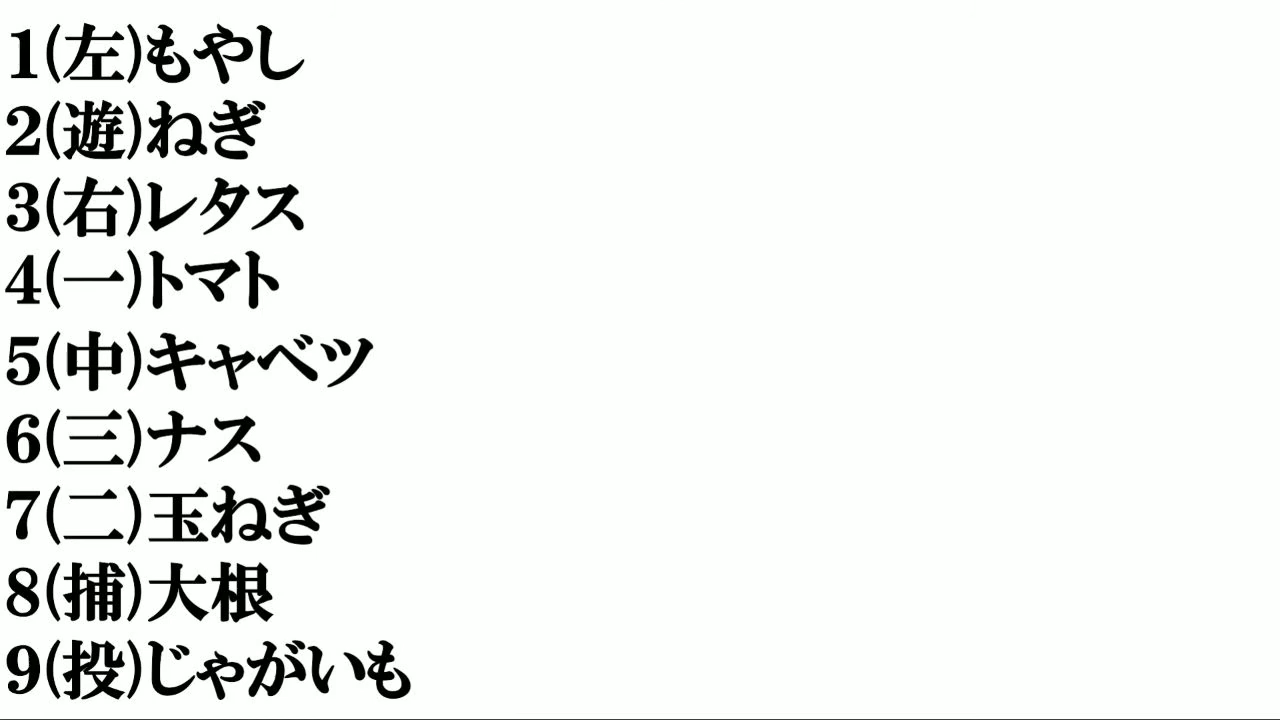 1(左)もやし
2(遊)ねぎ
3(右)レタス
4(一)トマト
5(中)キャベツ
6(三)ナス
7(二)玉ねぎ
8(捕)大根
9(投)じゃがいも